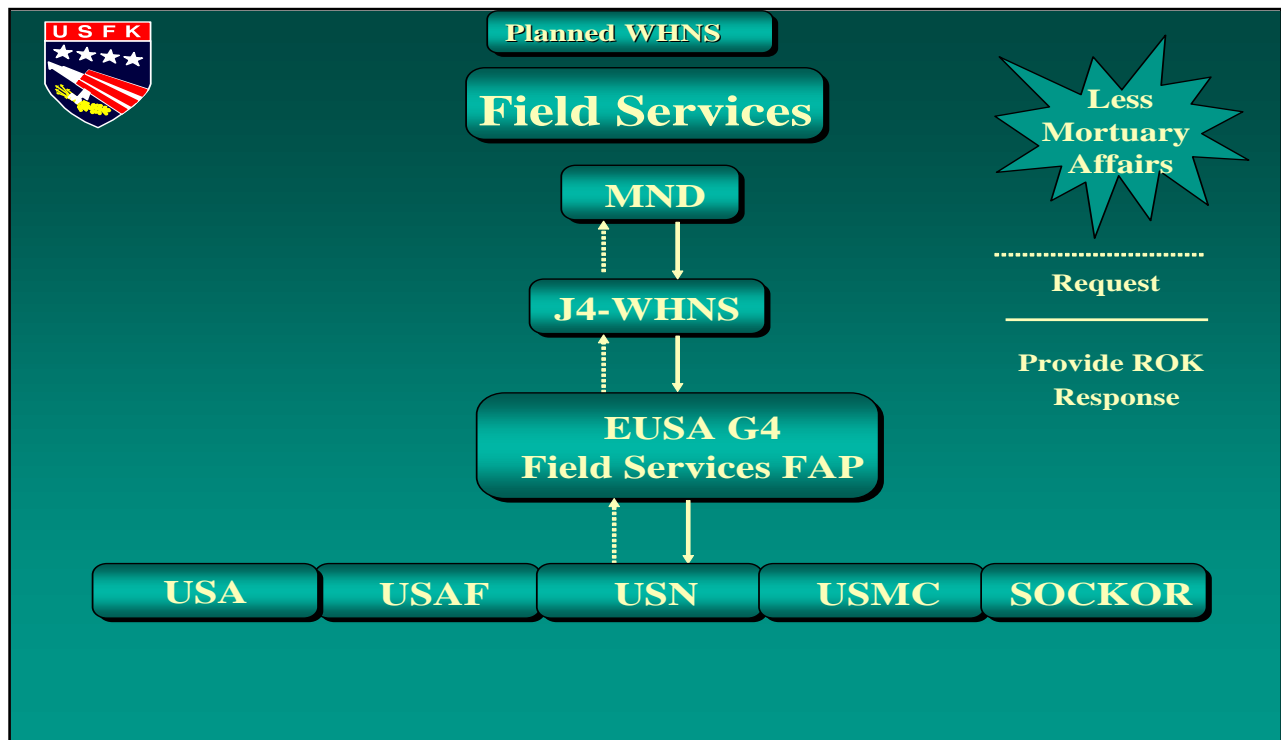 USFK
Planned WHNS
Field Services
Less
Mortuary
Affairs
MND
Request
J4-WHNS
Provide ROK
Response
EUSA G4
Field Services FAP
USA
USAF
USN
USMC
SOCKOR